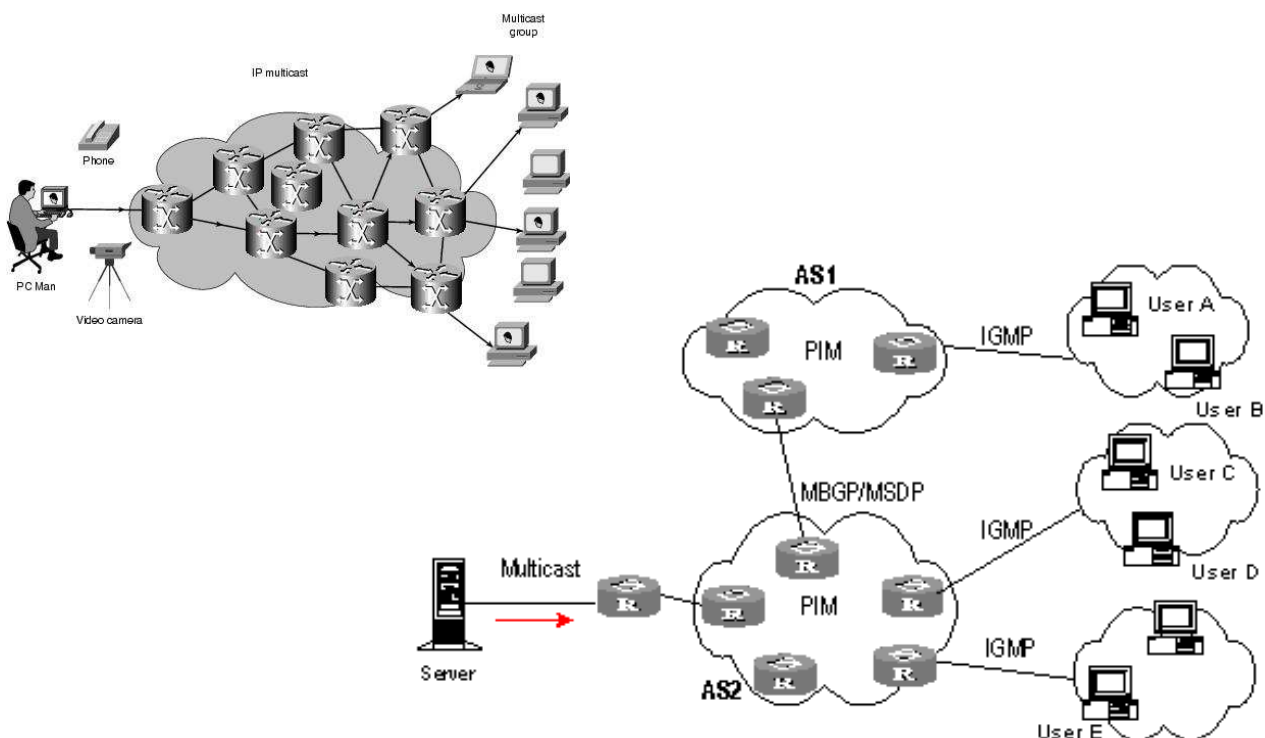 Multicast
group
IP multicast
Phone
PC Man
Video camera
AS1
PIM
R
R
R
IGMP
User A
User B
MBGP/MSDP
User C
IGMP
User D
Multicast
Server
R
R
R
PIM
R
R
R
AS2
IGMP
User E